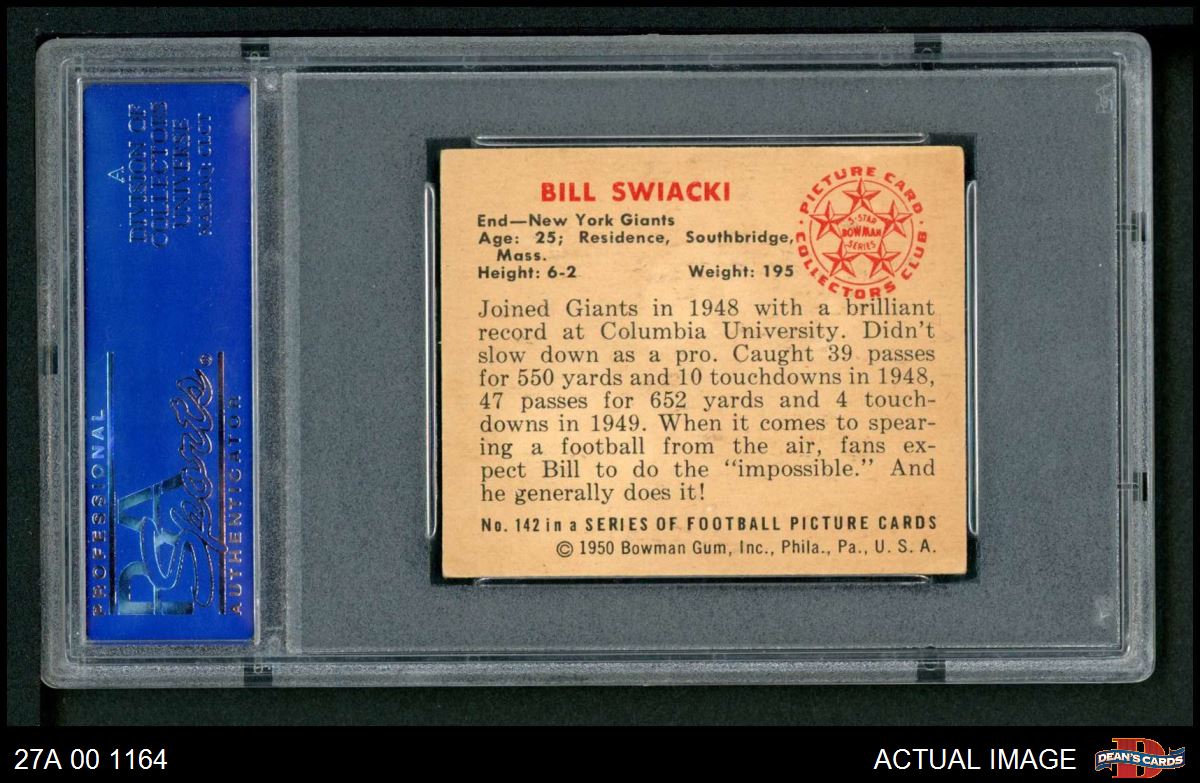 A
DIVISION OF
COLLECTORS
UNIVERSE
NASDAQ: CLCT
PROFESSIONAL
PSA
Sports®
AUTHENTICATOR
BILL SWIACKI
End—New York Giants
Age: 25; Residence, Southbridge,
Mass.
Height: 6-2 Weight: 195
PICTURE CARD
COLLECTORS CLUB
5-STAR
BOWMAN
SERIES
Joined Giants in 1948 with a brilliant
record at Columbia University. Didn't
slow down as a pro. Caught 39 passes
for 550 yards and 10 touchdowns in 1948,
47 passes for 652 yards and 4 touch-
downs in 1949. When it comes to spear-
ing a football from the air, fans ex-
pect Bill to do the "impossible." And
he generally does it!
No. 142 in a SERIES OF FOOTBALL PICTURE CARDS
© 1950 Bowman Gum, Inc., Phila., Pa., U. S. A.
27A 00 1164
ACTUAL IMAGE
D
DEAN'S CARDS